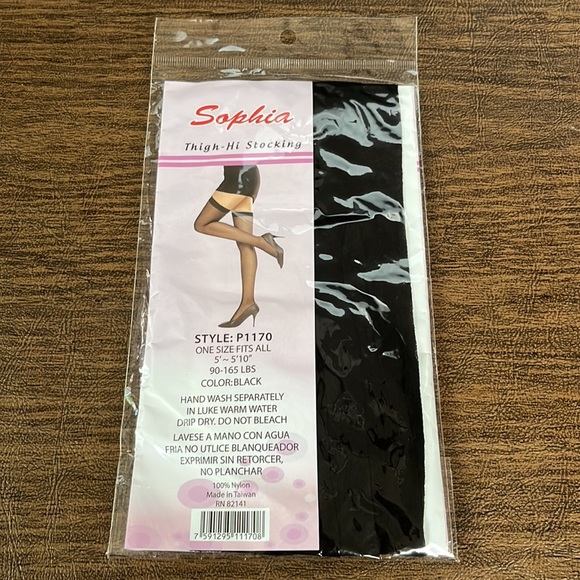 Sophia
Thigh-Hi Stocking
STYLE: P1170
ONE SIZE FITS ALL
5'~ 5'10"
90-165 LBS
COLOR:BLACK
HAND WASH SEPARATELY
IN LUKE WARM WATER
DRIP DRY. DO NOT BLEACH
LAVESE A MANO CON AGUA
FRIA NO UTLICE BLANQUEADOR
EXPRIMIR SIN RETORCER,
NO PLANCHAR
100% Nylon
Made in Taiwan
RN 82141
7 591295 111708